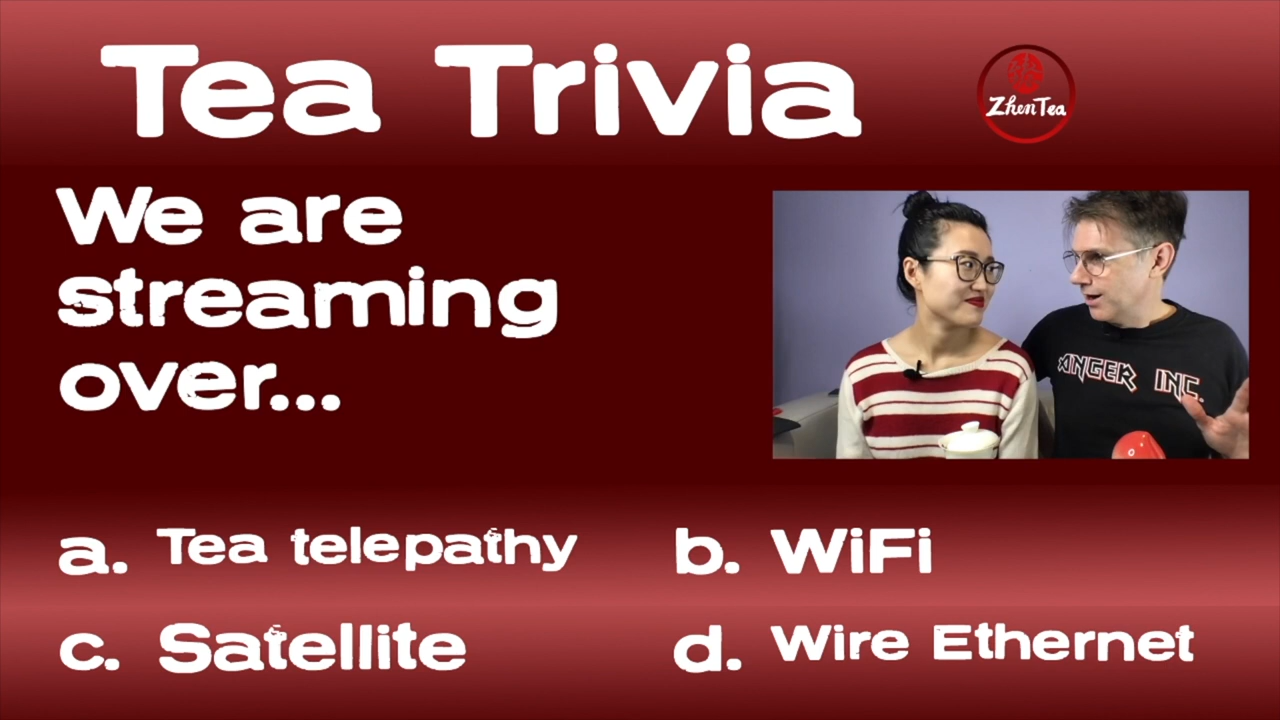 Tea Trivia
ZhenTea
We are
streaming
over...
ANGER INC.
a. Tea telepathy
b. WiFi
c. Satellite
d. Wire Ethernet